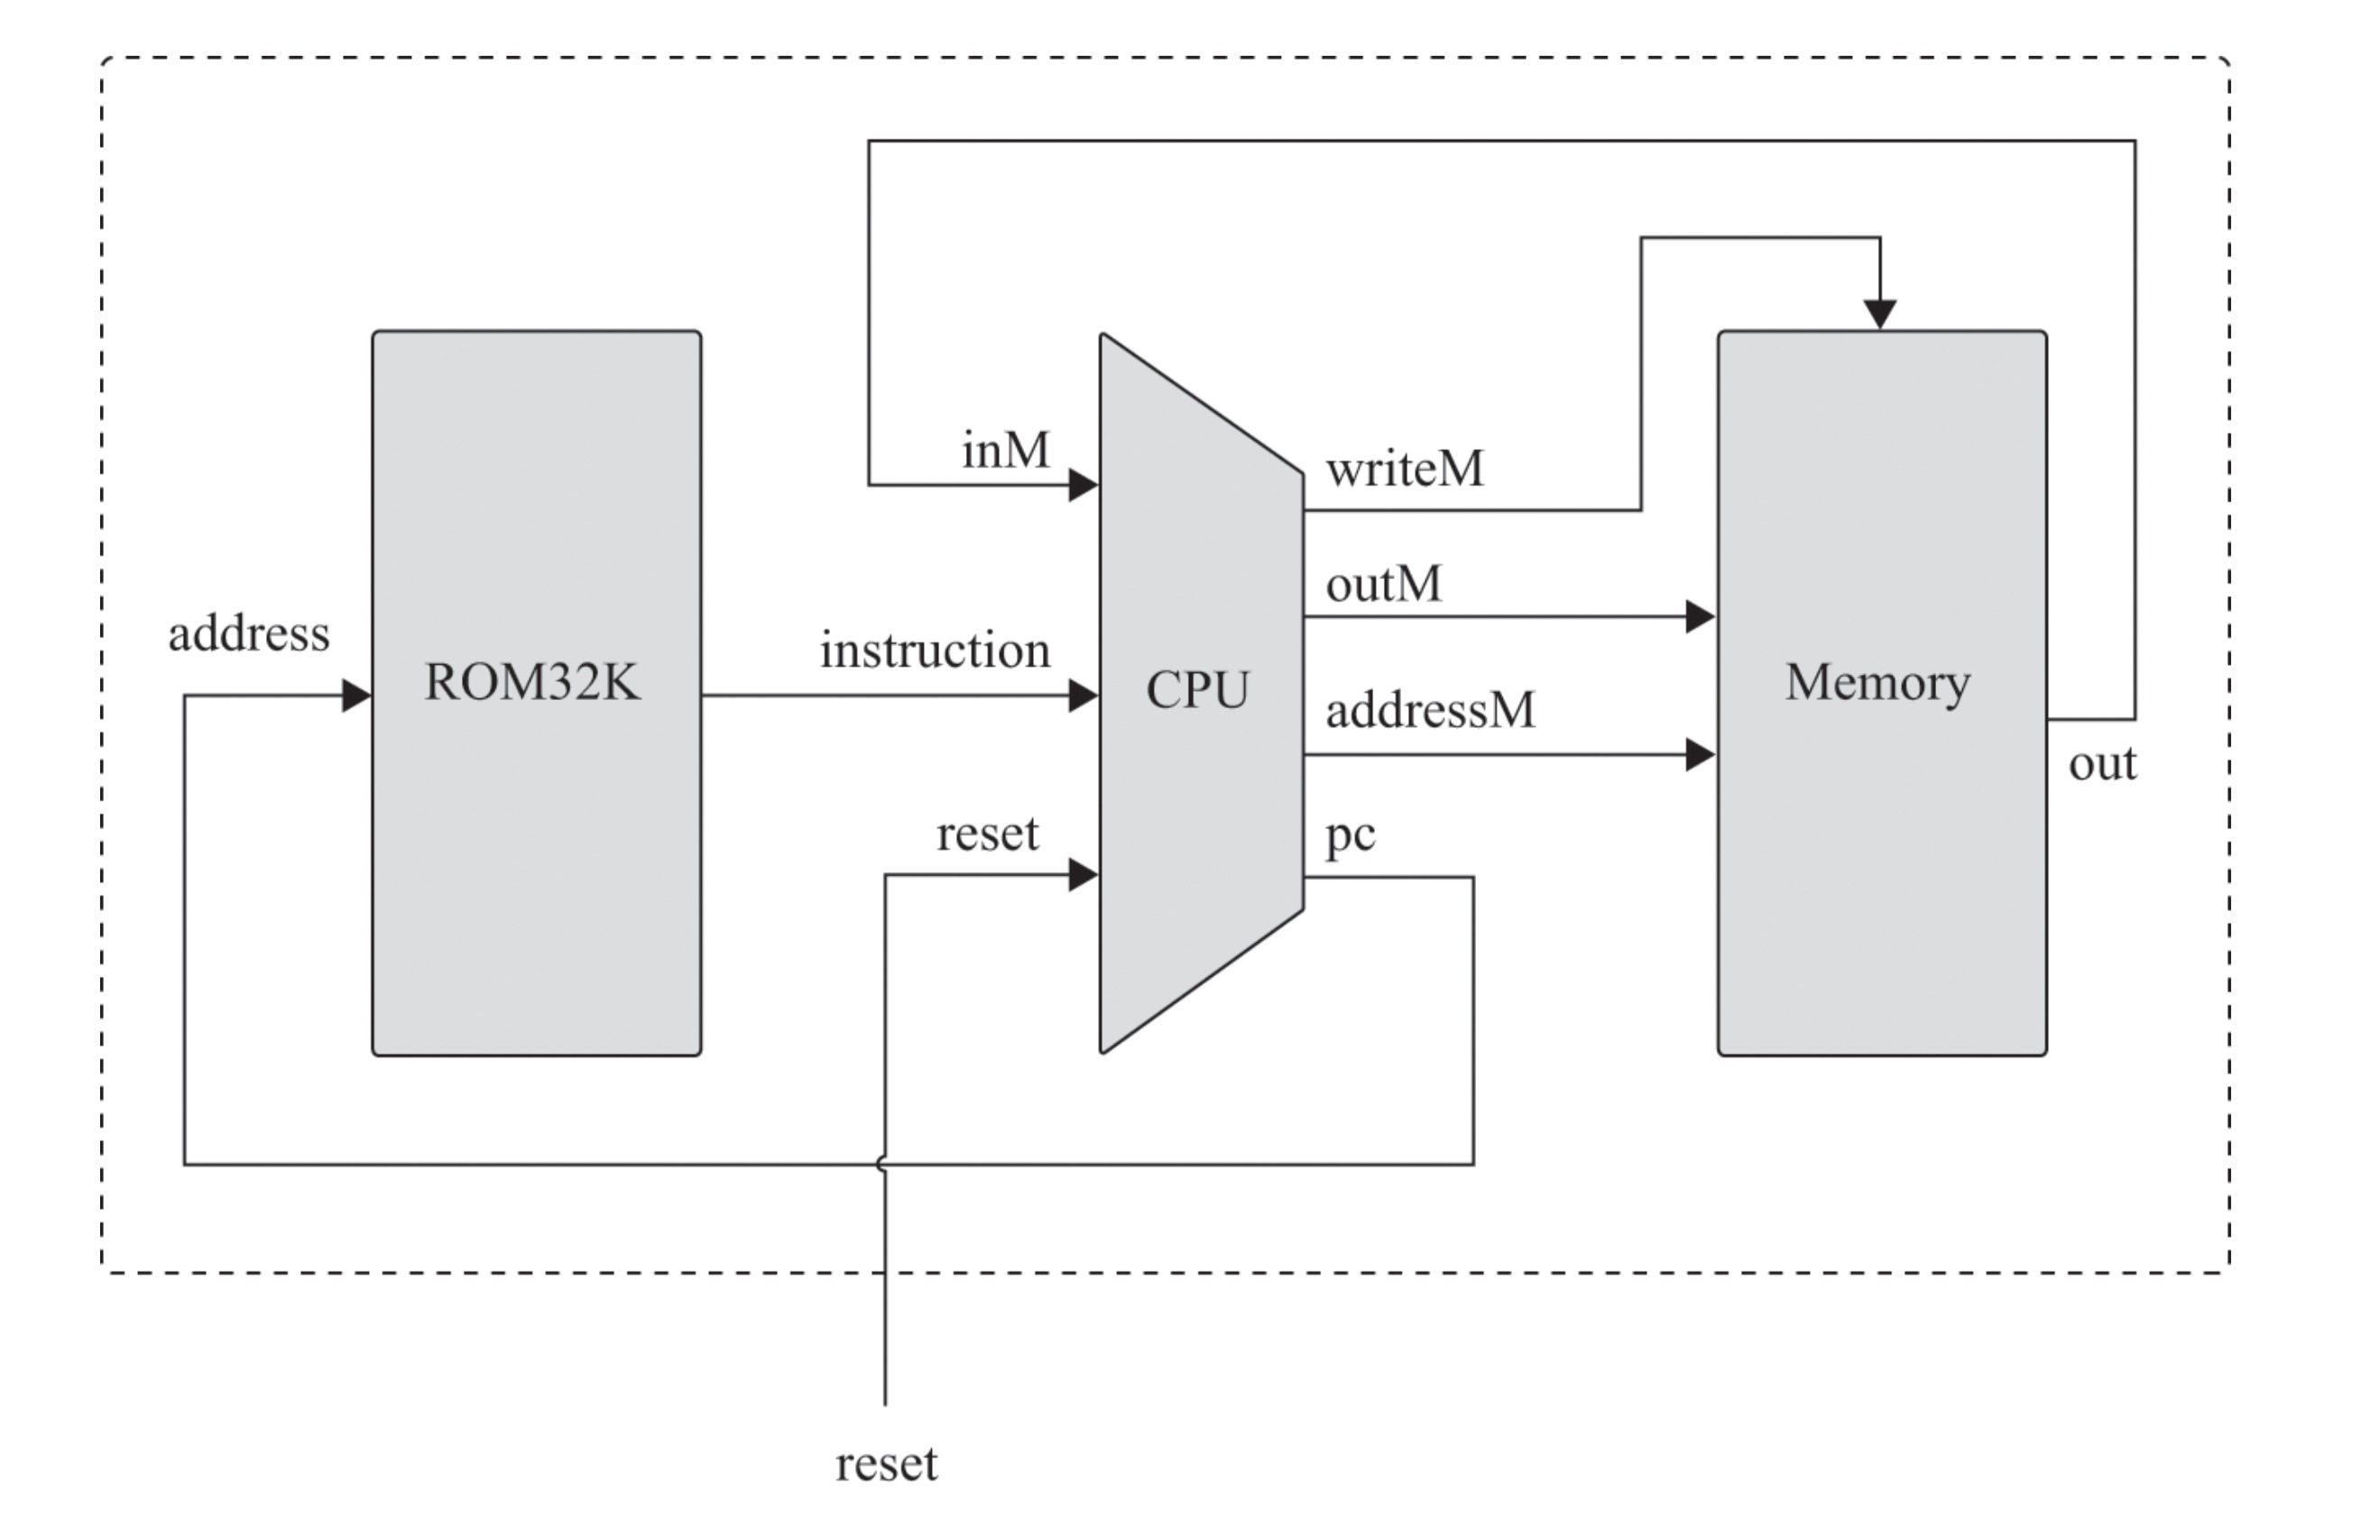 inM
writeM
outM
address
instruction
ROM32K
CPU
Memory
addressM
out
reset
pc
reset